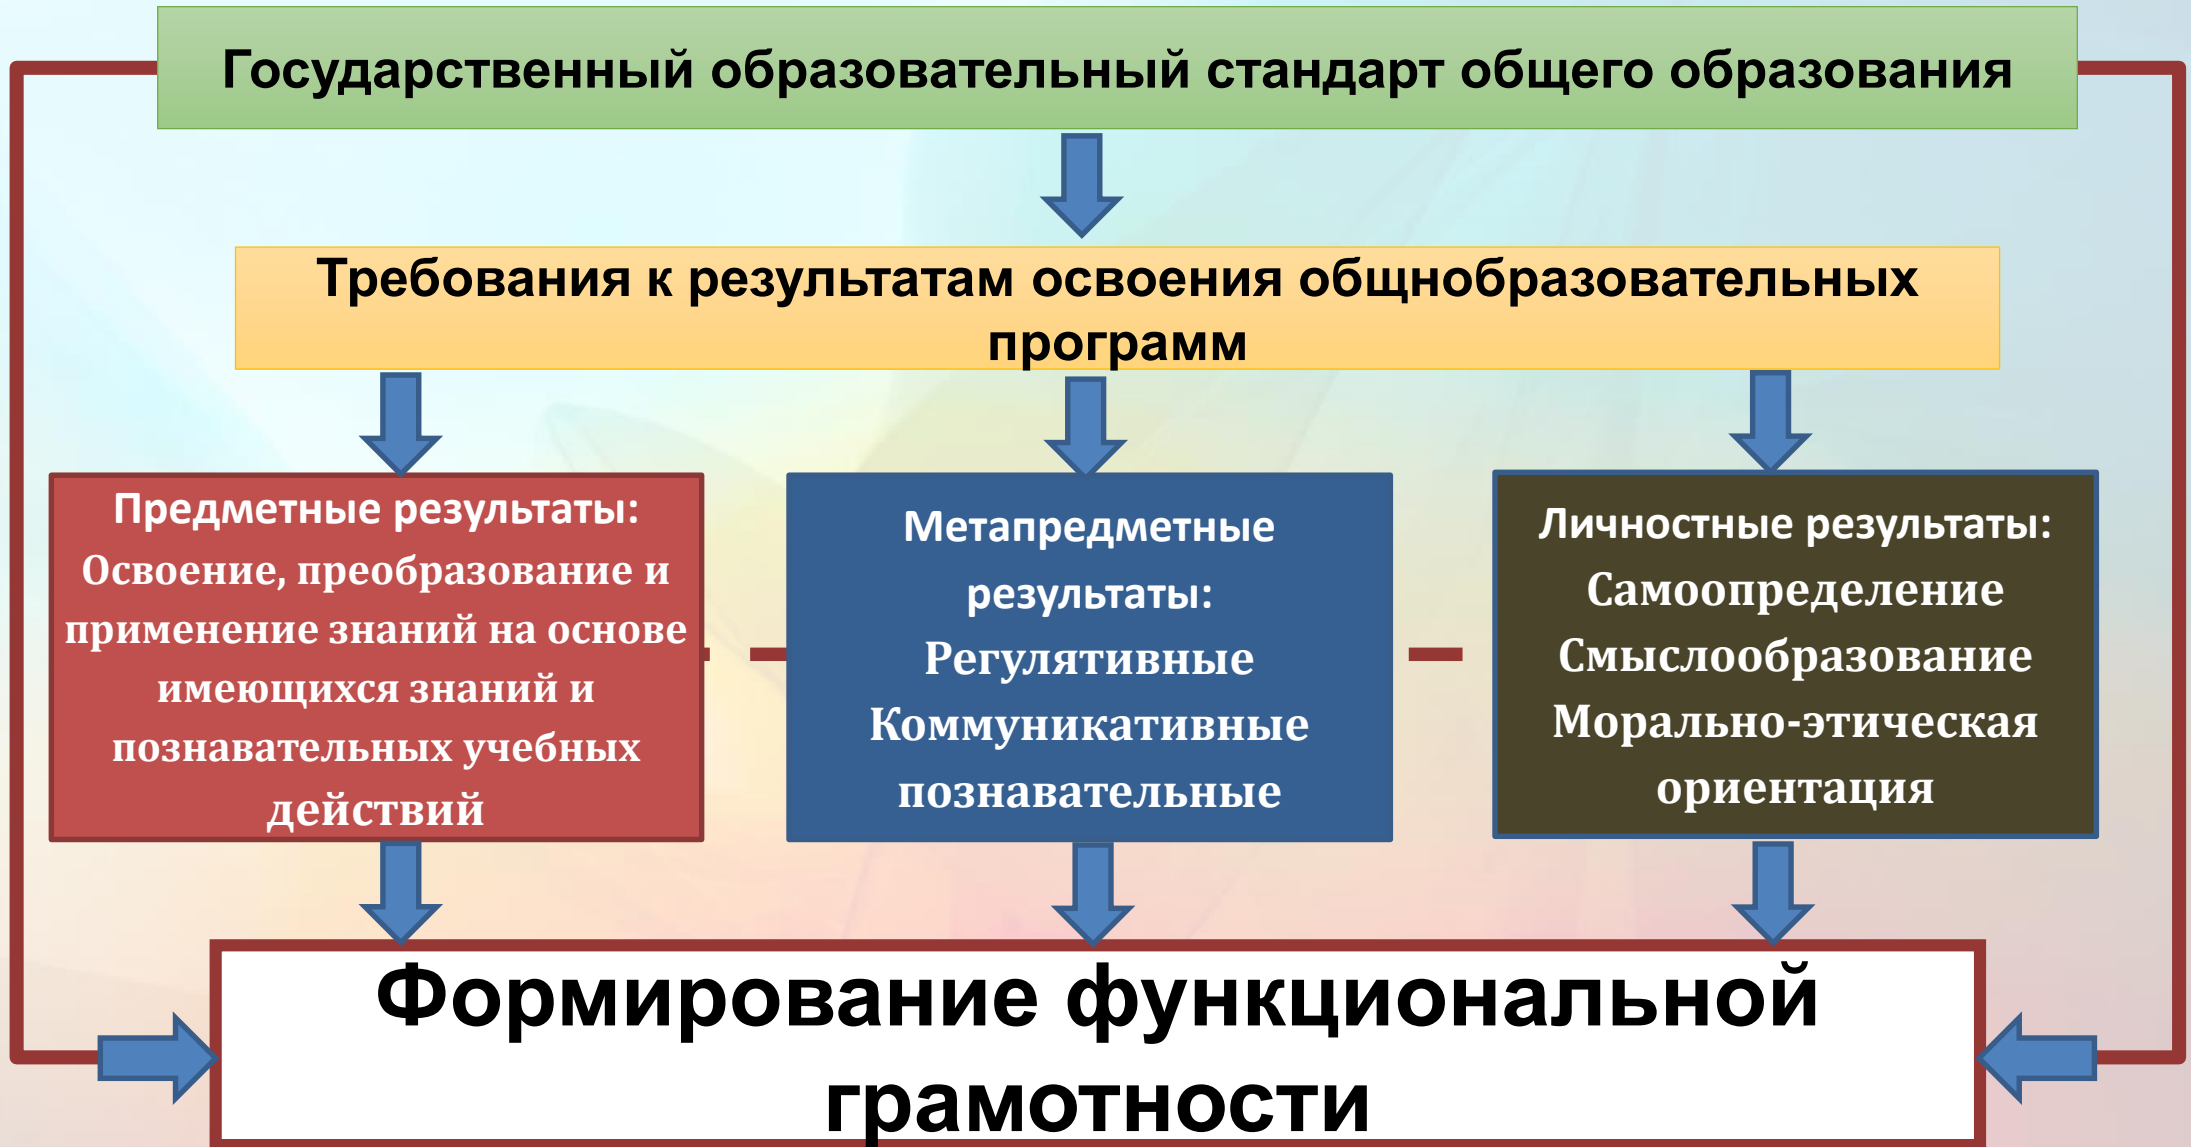 Государственный образовательный стандарт общего образования
Требования к результатам освоения общнобразовательных
программ
Предметные результаты:
Освоение, преобразование и
применение знаний на основе
имеющихся знаний и
познавательных учебных
действий
Метапредметные
результаты:
Регулятивные
Коммуникативные
познавательные
Личностные результаты:
Самоопределение
Смыслообразование
Морально-этическая
ориентация
Формирование функциональной
грамотности